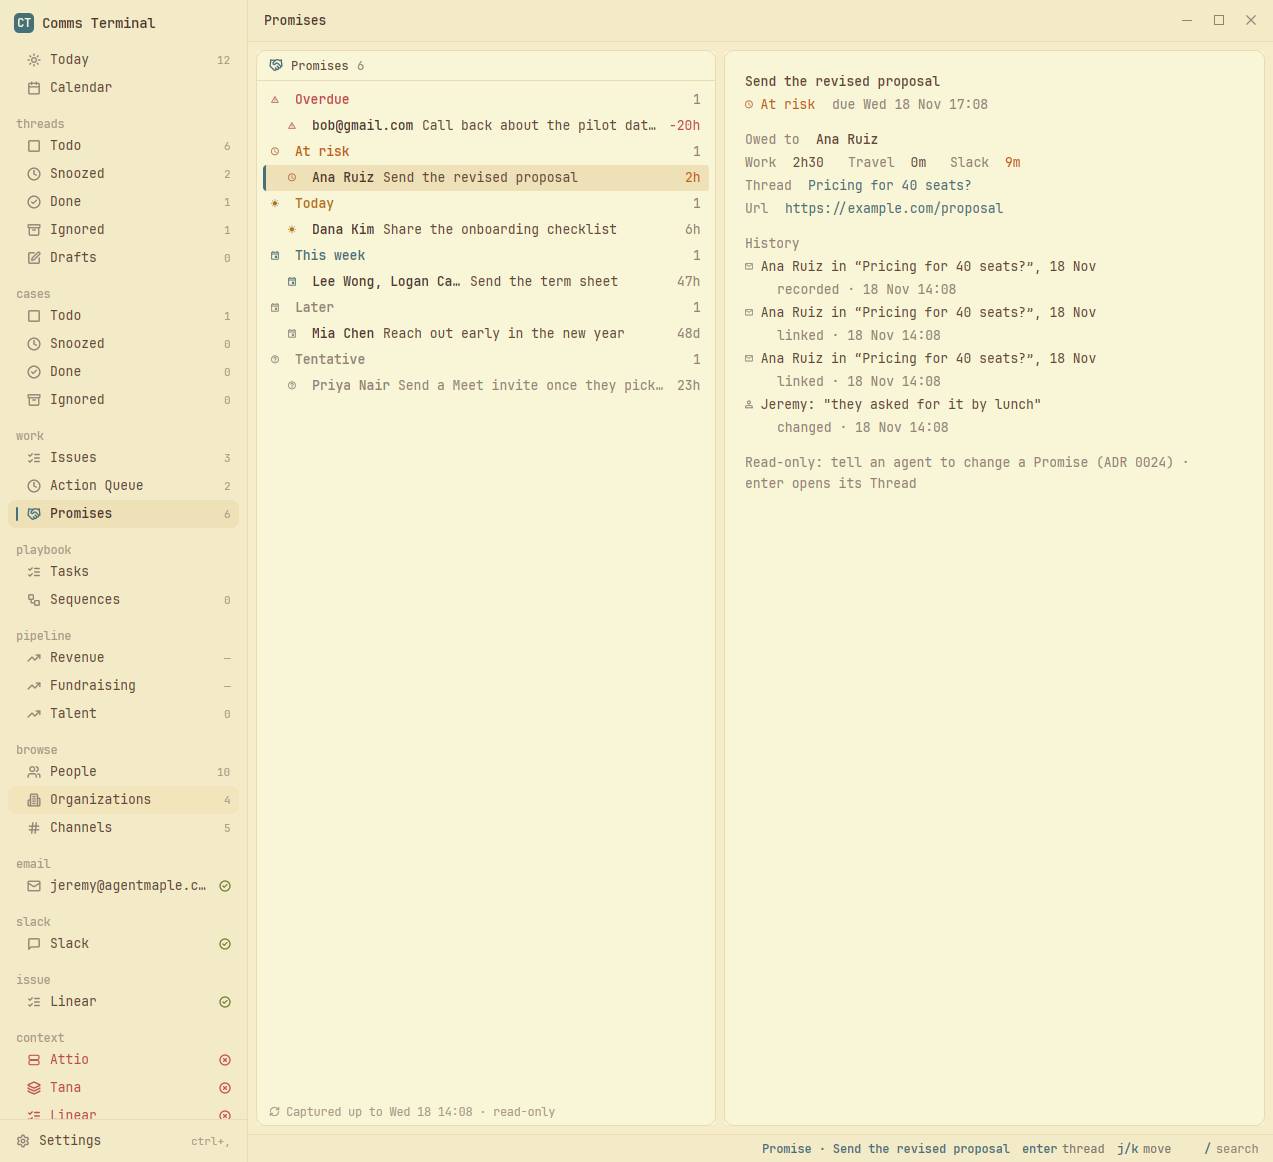 CT Comms Terminal
Today 12
Calendar
threads
Todo 6
Snoozed 2
Done 1
Ignored 1
Drafts 0
cases
Todo 1
Snoozed 0
Done 0
Ignored 0
work
Issues 3
Action Queue 2
Promises 6
playbook
Tasks
Sequences 0
pipeline
Revenue —
Fundraising —
Talent 0
browse
People 10
Organizations 4
Channels 5
email
jeremy@agentmaple.c…
slack
Slack
issue
Linear
context
Attio
Tana
Linear
Settings ctrl+,
Promises
Promises 6
Overdue 1
bob@gmail.com Call back about the pilot dat… -20h
At risk 1
Ana Ruiz Send the revised proposal 2h
Today 1
Dana Kim Share the onboarding checklist 6h
This week 1
Lee Wong, Logan Ca… Send the term sheet 47h
Later 1
Mia Chen Reach out early in the new year 48d
Tentative 1
Priya Nair Send a Meet invite once they pick… 23h
Captured up to Wed 18 14:08 · read-only
Send the revised proposal
At risk due Wed 18 Nov 17:08
Owed to Ana Ruiz
Work 2h30 Travel 0m Slack 9m
Thread Pricing for 40 seats?
Url https://example.com/proposal
History
Ana Ruiz in “Pricing for 40 seats?”, 18 Nov
recorded · 18 Nov 14:08
Ana Ruiz in “Pricing for 40 seats?”, 18 Nov
linked · 18 Nov 14:08
Ana Ruiz in “Pricing for 40 seats?”, 18 Nov
linked · 18 Nov 14:08
Jeremy: "they asked for it by lunch"
changed · 18 Nov 14:08
Read-only: tell an agent to change a Promise (ADR 0024) ·
enter opens its Thread
Promise · Send the revised proposal enter thread j/k move / search